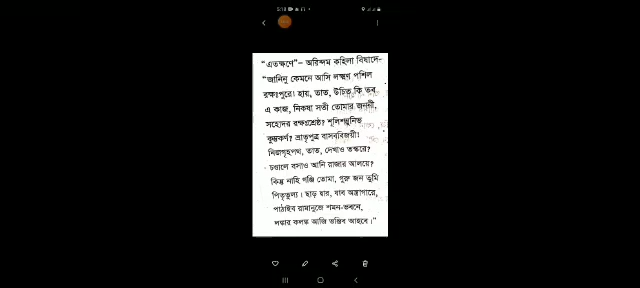 5:18
"এতক্ষণে"- অরিন্দম কহিলা বিষাদে-
"জানিনু কেমনে আসি লক্ষ্মণ পশিল
রক্ষঃপুরে! হায়, তাত, উচিত কি তব
এ কাজ, নিকষা সতী তোমার জননী,
সহোদর রক্ষঃশ্রেষ্ঠ? শূলিশম্ভুনিভ
কুম্ভকর্ণ? ভ্রাতৃপুত্র বাসববিজয়ী!
নিজগৃহপথ, তাত, দেখাও তস্করে?
চণ্ডালে বসাও আনি রাজার আলয়ে?
কিন্তু নাহি গঞ্জি তোমা, গুরু জন তুমি
পিতৃতুল্য। ছাড় দ্বার, যাব অস্ত্রাগারে,
পাঠাইব রামানুজে শমন-ভবনে,
লঙ্কার কলঙ্ক আজি ভঞ্জিব আহবে।"